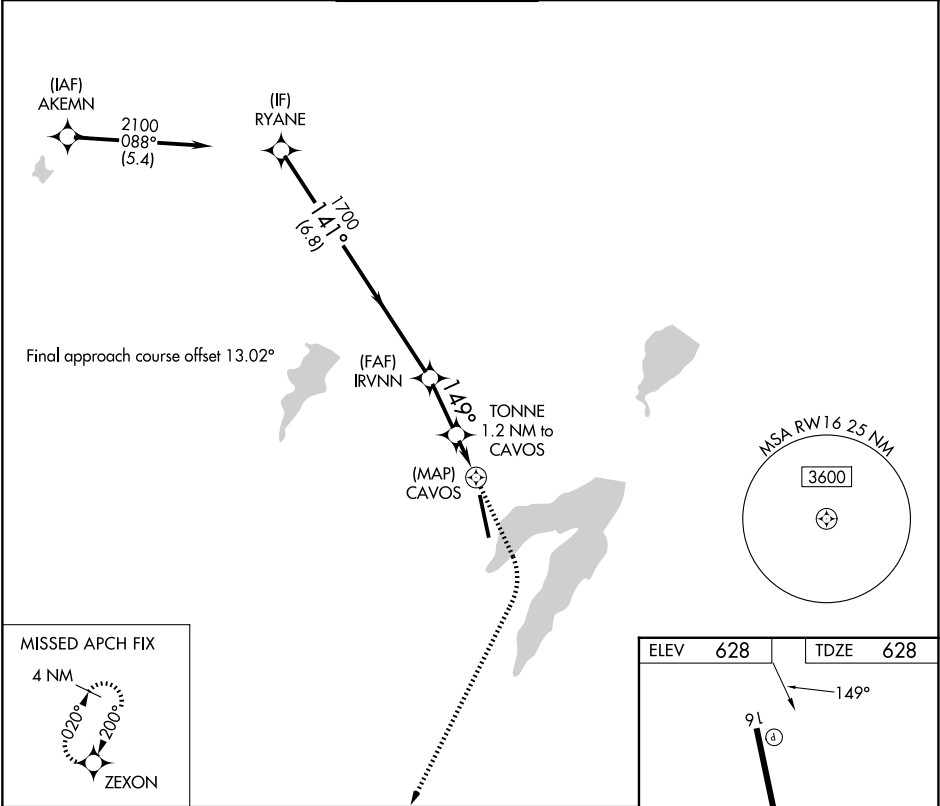 (IAF)
AKEMN
2100
088°
(5.4)
(IF)
RYANE
1700
141°
(6.8)
Final approach course offset 13.02°
(FAF)
IRVNN
149°
TONNE
1.2 NM to
CAVOS
(MAP)
CAVOS
MSA RW16 25 NM
3600
MISSED APCH FIX
4 NM
020°
200°
ZEXON
ELEV 628
TDZE 628
149°
16
P